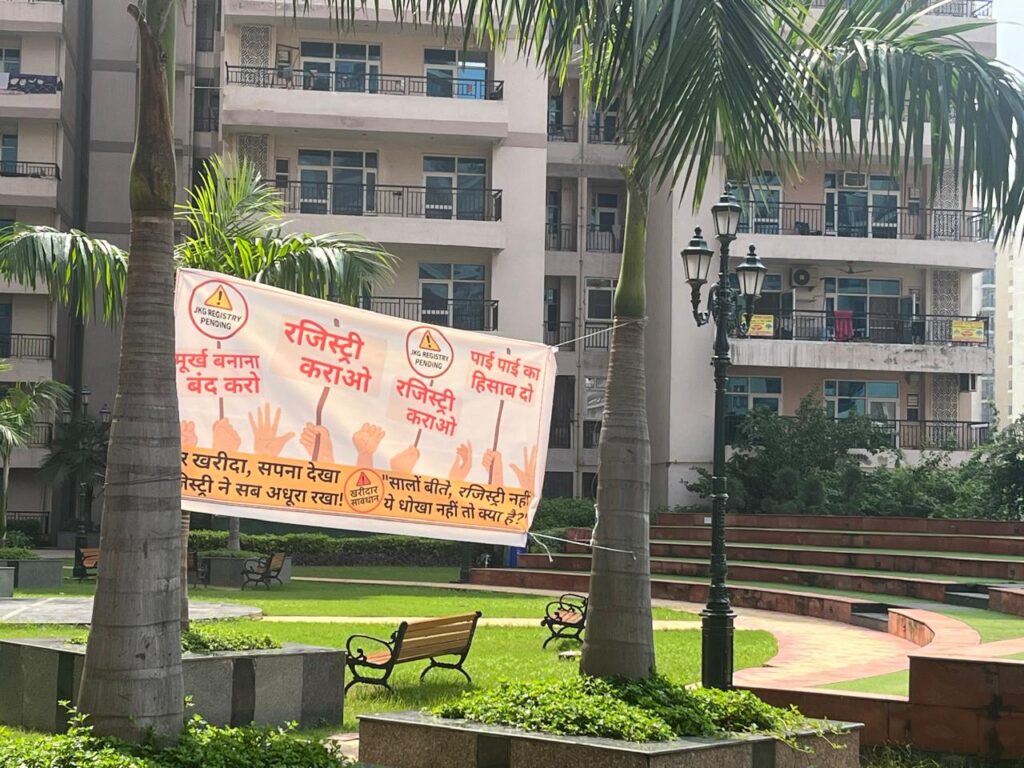 JKG REGISTRY
PENDING
मूर्ख बनाना
बंद करो
रजिस्ट्री
कराओ
JKG REGISTRY
PENDING
रजिस्ट्री
कराओ
पाई पाई का
हिसाब दो
खरीदा, सपना देखा
ने सब अधूरा रखा!
खरीदार
सावधान
"सालों बीते, रजिस्ट्री नहीं
ये धोखा नहीं तो क्या है?"